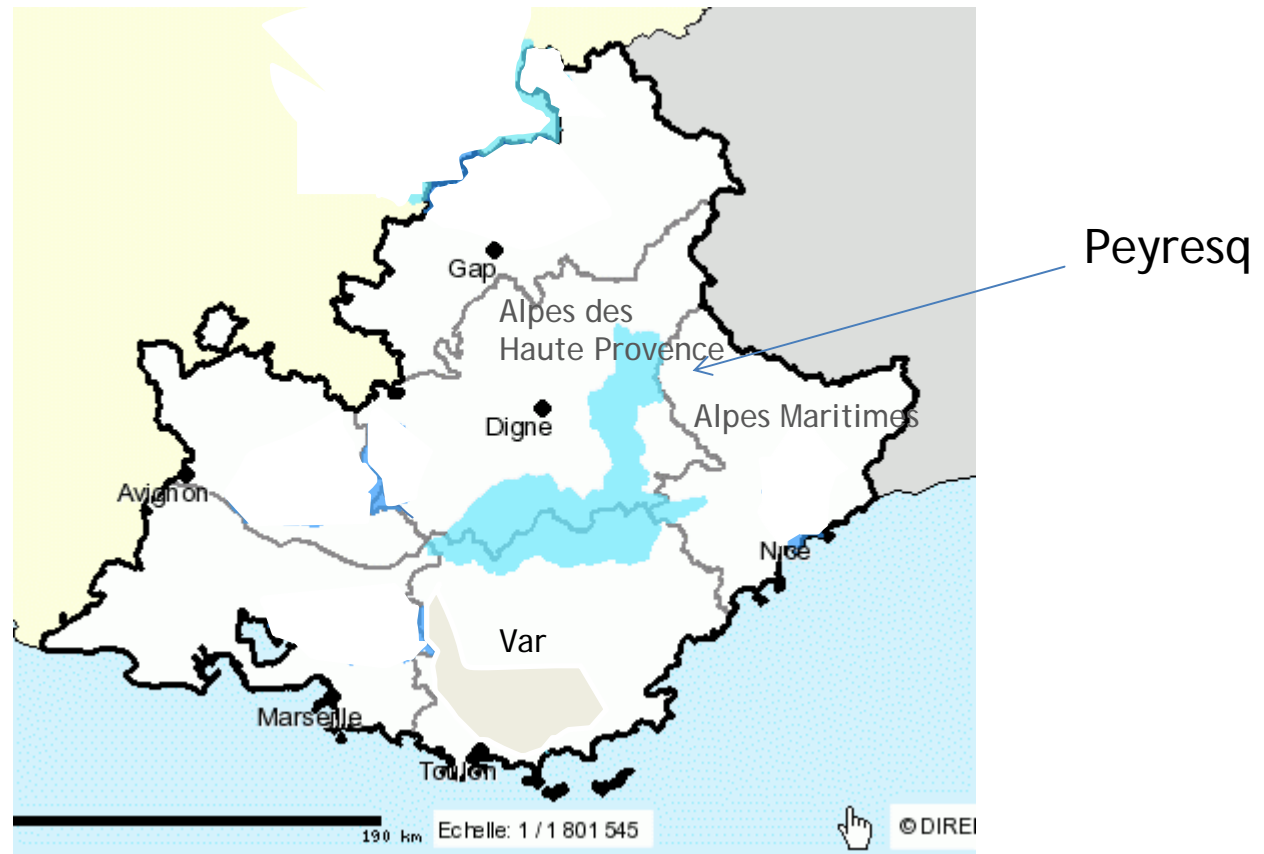 Peyresq
Gap
Alpes des
Haute Provence
Digne
Alpes Maritimes
Avignon
Nice
Var
Marseille
Toulon
190 km
Echelle: 1 / 1 801 545
© DIREI